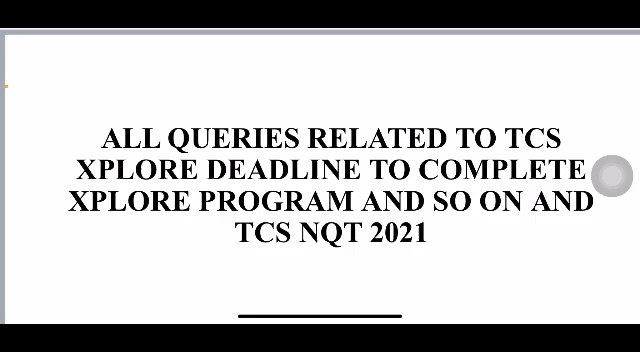 ALL QUERIES RELATED TO TCS
XPLORE DEADLINE TO COMPLETE
XPLORE PROGRAM AND SO ON AND
TCS NQT 2021